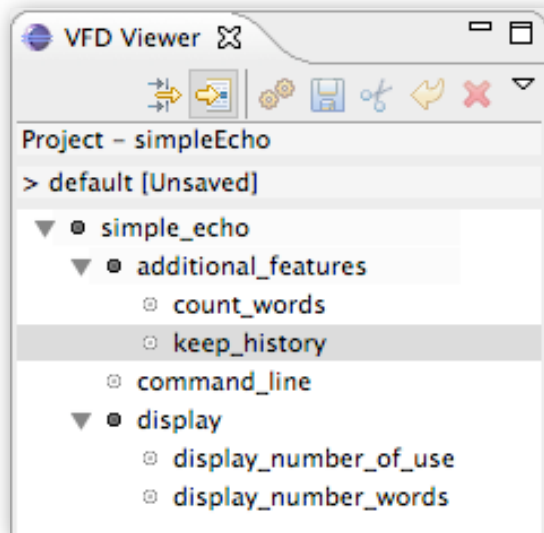 VFD Viewer
Project – simpleEcho
> default [Unsaved]
simple_echo
additional_features
count_words
keep_history
command_line
display
display_number_of_use
display_number_words